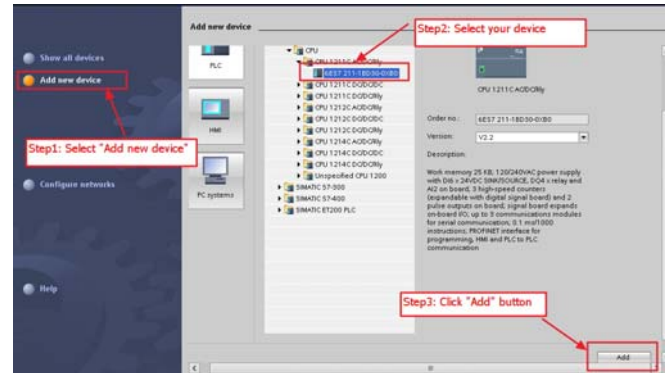 Add new device
Step2: Select your device
Show all devices
Add new device
Step1: Select "Add new device"
Configure networks
Help
PLC
HMI
PC systems
CPU
CPU 1211C AC/DC/Rly
6ES7 211-1BD30-0XB0
CPU 1211C DC/DC/DC
CPU 1211C DC/DC/Rly
CPU 1212C AC/DC/Rly
CPU 1212C DC/DC/DC
CPU 1212C DC/DC/Rly
CPU 1214C AC/DC/Rly
CPU 1214C DC/DC/DC
CPU 1214C DC/DC/Rly
Unspecified CPU 1200
SIMATIC S7-300
SIMATIC S7-400
SIMATIC ET200 PLC
CPU 1211C AC/DC/Rly
Order no.: 6ES7 211-1BD30-0XB0
Version: V2.2
Description:
Work memory 25 KB; 120/240VAC power supply
with DI6 x 24VDC SINK/SOURCE, DQ4 x relay and
AI2 on board; 3 high-speed counters
(expandable with digital signal board) and 2
pulse outputs on board; signal board expands
on-board I/O; up to 3 communications modules
for serial communication; 0.1 ms/1000
instructions; PROFINET interface for
programming, HMI and PLC to PLC
communication
Step3: Click "Add" button
Add